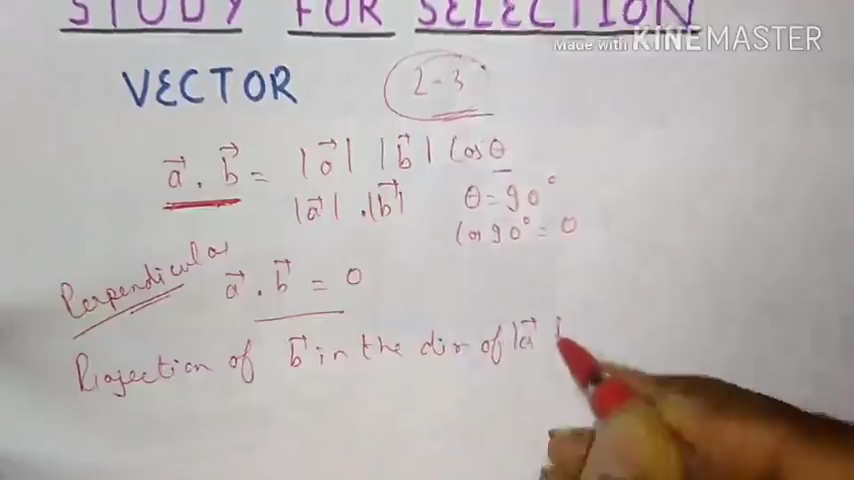 STUDY FOR SELECTION
Made with KINEMASTER
VECTOR 2-3
a⃗ . b⃗ = |a⃗| |b⃗| Cosθ
|a⃗| . |b⃗| θ = 90°
Cos 90° = 0
Perpendicular
a⃗ . b⃗ = 0
Projection of b⃗ in the dir of |a⃗